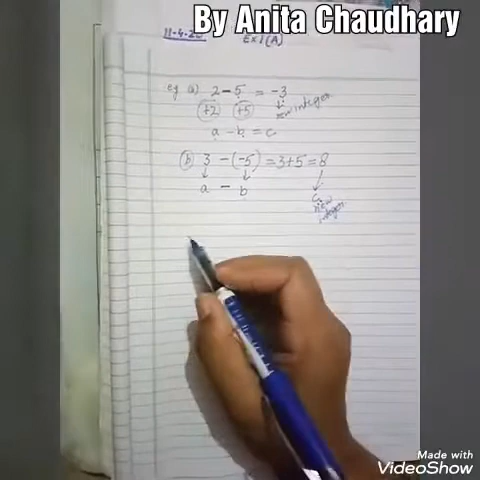 By Anita Chaudhary
11-4-20 Ex 1(A)
eg a) 2 - 5 = -3
+2 +5 new integer
a - b = c
(b) 3 - (-5) = 3+5 = 8
a - b
c
new
integer
Made with
VideoShow